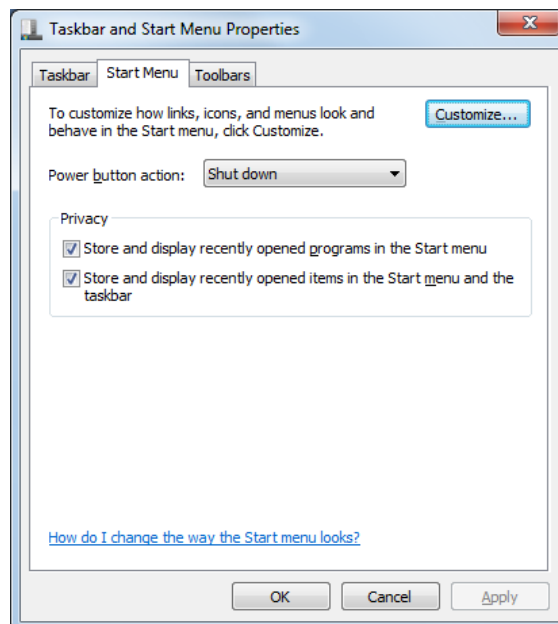 Taskbar and Start Menu Properties
Taskbar
Start Menu
Toolbars
To customize how links, icons, and menus look and
behave in the Start menu, click Customize.
Customize...
Power button action:
Shut down
Privacy
Store and display recently opened programs in the Start menu
Store and display recently opened items in the Start menu and the
taskbar
How do I change the way the Start menu looks?
OK
Cancel
Apply